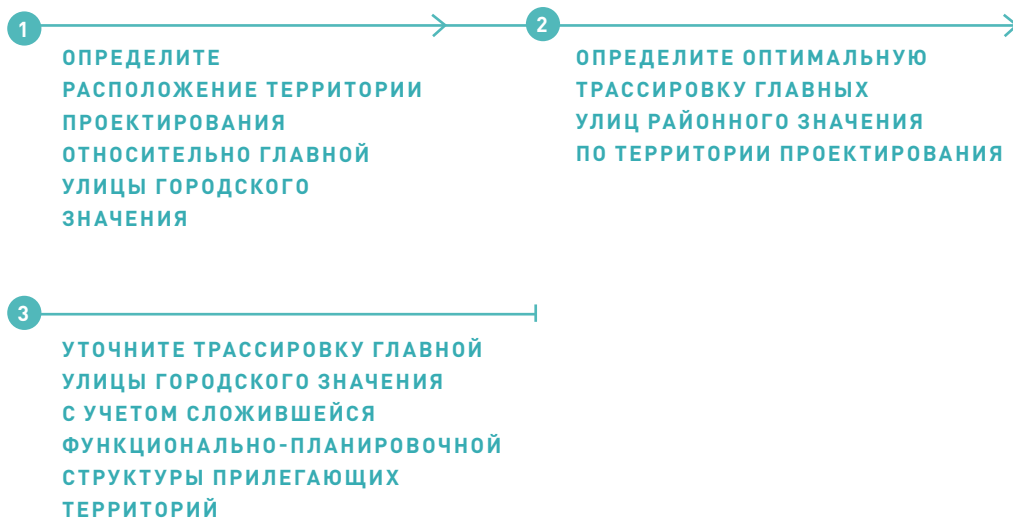 1
ОПРЕДЕЛИТЕ
РАСПОЛОЖЕНИЕ ТЕРРИТОРИИ
ПРОЕКТИРОВАНИЯ
ОТНОСИТЕЛЬНО ГЛАВНОЙ
УЛИЦЫ ГОРОДСКОГО
ЗНАЧЕНИЯ
2
ОПРЕДЕЛИТЕ ОПТИМАЛЬНУЮ
ТРАССИРОВКУ ГЛАВНЫХ
УЛИЦ РАЙОННОГО ЗНАЧЕНИЯ
ПО ТЕРРИТОРИИ ПРОЕКТИРОВАНИЯ
3
УТОЧНИТЕ ТРАССИРОВКУ ГЛАВНОЙ
УЛИЦЫ ГОРОДСКОГО ЗНАЧЕНИЯ
С УЧЕТОМ СЛОЖИВШЕЙСЯ
ФУНКЦИОНАЛЬНО-ПЛАНИРОВОЧНОЙ
СТРУКТУРЫ ПРИЛЕГАЮЩИХ
ТЕРРИТОРИЙ